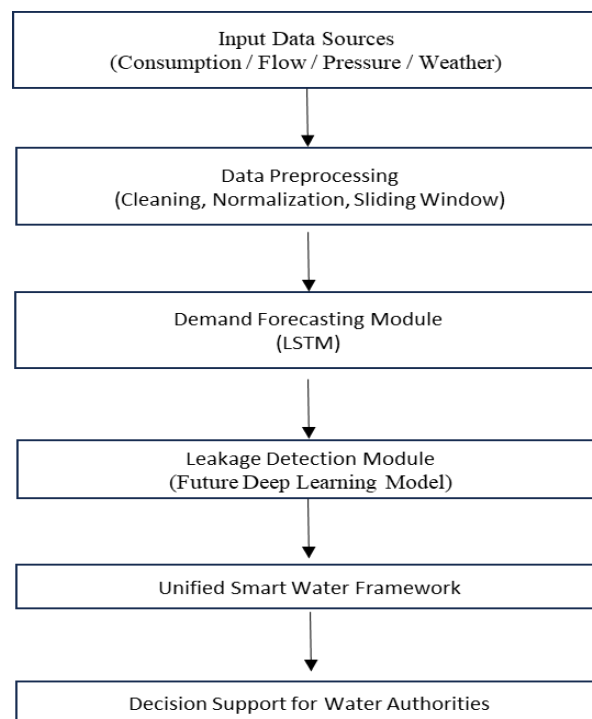 Input Data Sources
(Consumption / Flow / Pressure / Weather)
Data Preprocessing
(Cleaning, Normalization, Sliding Window)
Demand Forecasting Module
(LSTM)
Leakage Detection Module
(Future Deep Learning Model)
Unified Smart Water Framework
Decision Support for Water Authorities